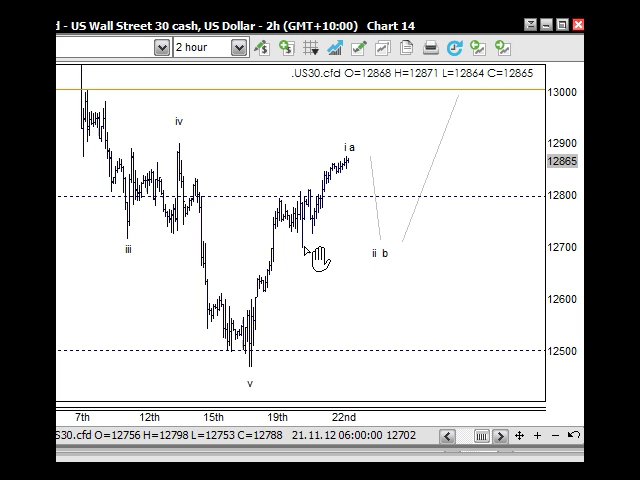 d - US Wall Street 30 cash, US Dollar - 2h (GMT+10:00) Chart 14
2 hour
.US30.cfd O=12868 H=12871 L=12864 C=12865
13000
iv
12900
i a
12865
12800
iii
12700
ii b
12600
12500
v
7th 12th 15th 19th 22nd
S30.cfd O=12756 H=12798 L=12753 C=12788 21.11.12 06:00:00 12702